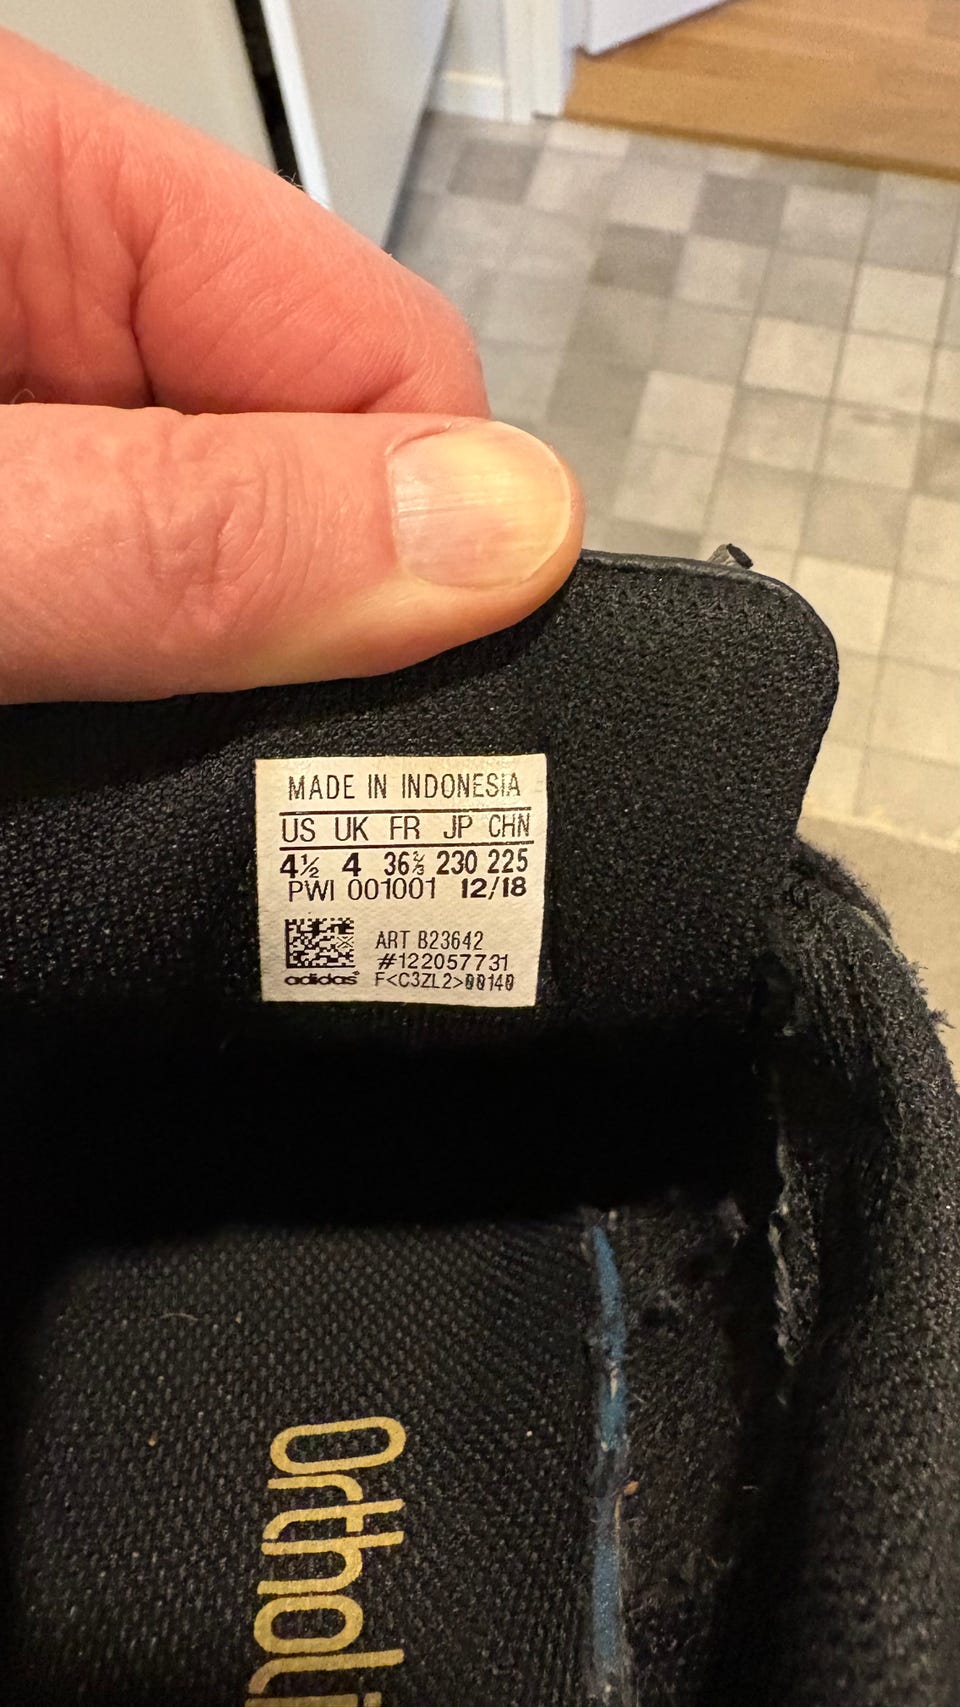 MADE IN INDONESIA
US UK FR JP CHN
4½ 4 36⅔ 230 225
PWI 001001 12/18
ART B23642
#122057731
adidas F<C3ZL2>00140
Ortholi